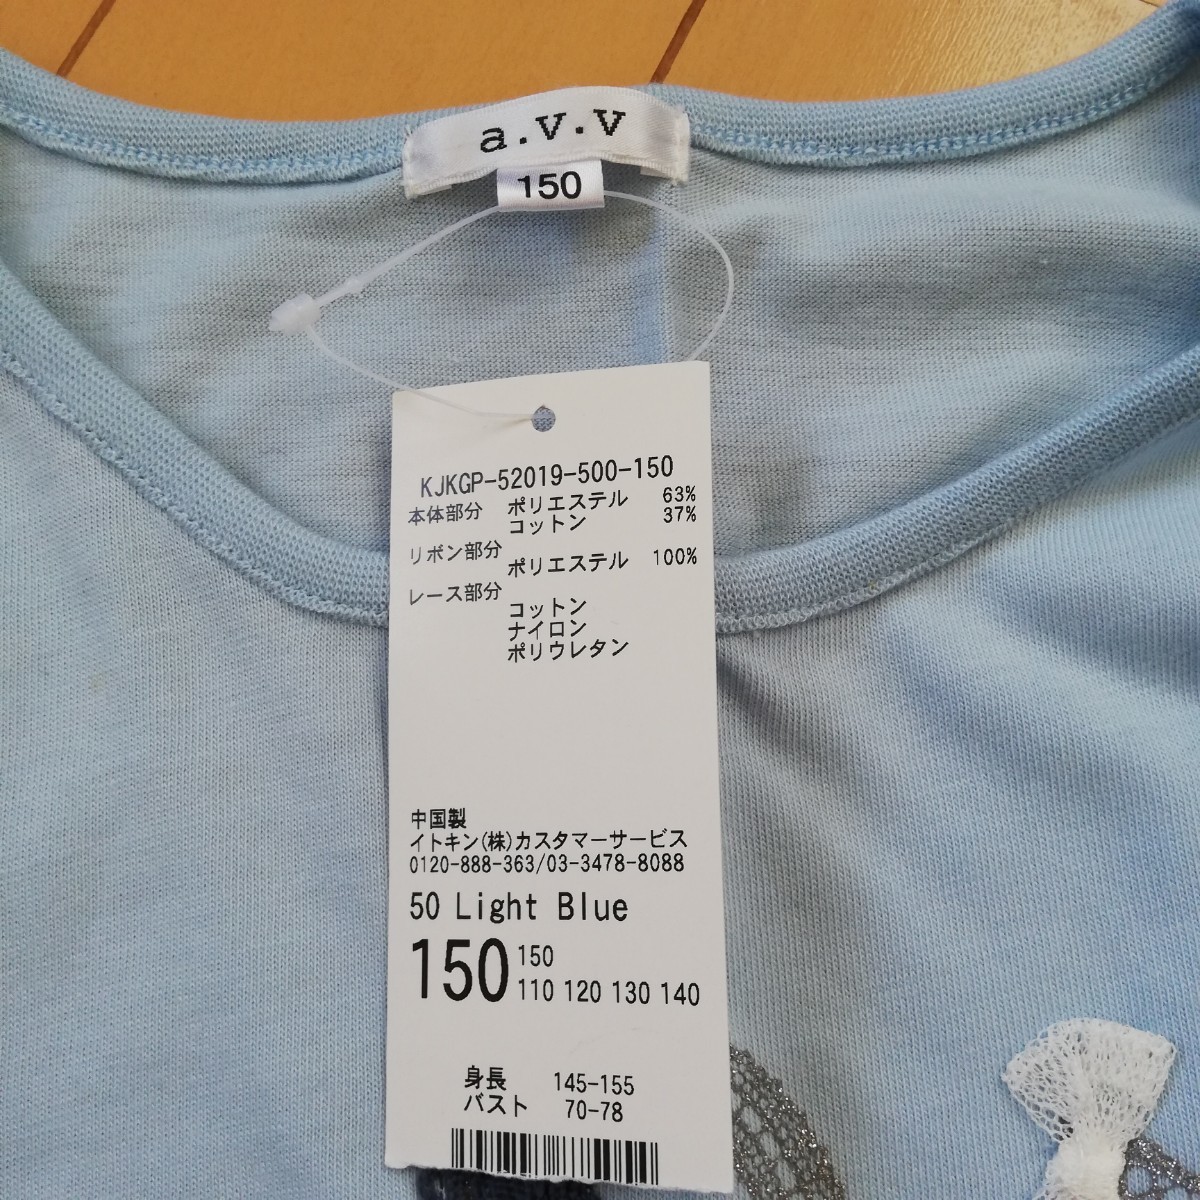 a.v.v
150
KJKGP-52019-500-150
本体部分 ポリエステル 63%
コットン 37%
リボン部分
ポリエステル 100%
レース部分
コットン
ナイロン
ポリウレタン
中国製
イトキン(株)カスタマーサービス
0120-888-363/03-3478-8088
50 Light Blue
150 150
110 120 130 140
身長 145-155
バスト 70-78